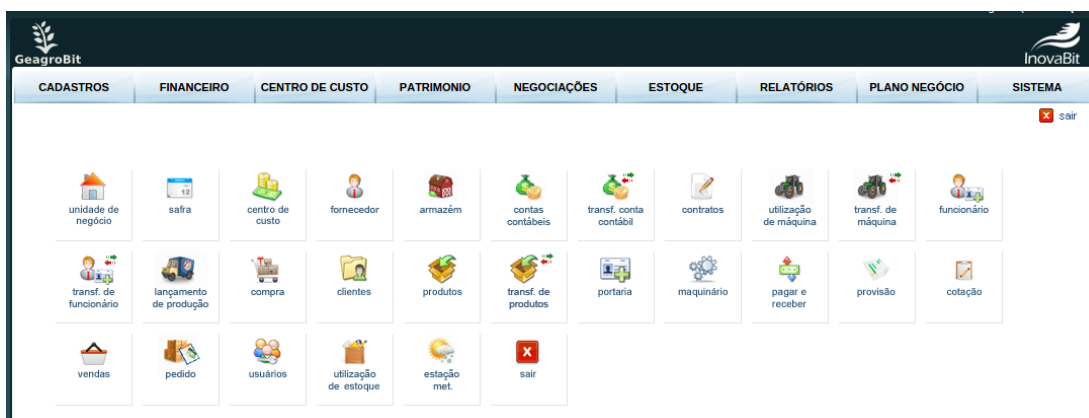 GeagroBit
InovaBit
CADASTROS FINANCEIRO CENTRO DE CUSTO PATRIMONIO NEGOCIAÇÕES ESTOQUE RELATÓRIOS PLANO NEGÓCIO SISTEMA
sair
unidade de negócio
safra
12
centro de custo
fornecedor
armazém
contas contábeis
transf. conta contábil
contratos
utilização de máquina
transf. de máquina
funcionário
transf. de funcionário
lançamento de produção
compra
clientes
produtos
transf. de produtos
portaria
maquinário
pagar e receber
provisão
cotação
vendas
pedido
usuários
utilização de estoque
estação met.
sair